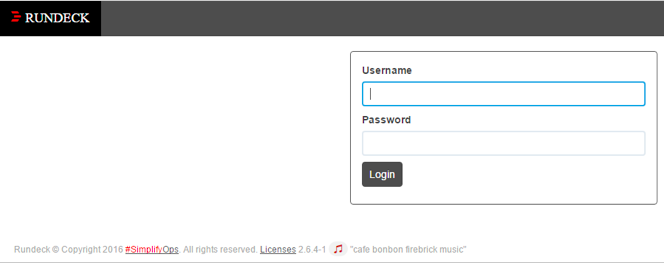 RUNDECK
Username
Password
Login
Rundeck © Copyright 2016 #SimplifyOps. All rights reserved. Licenses 2.6.4-1 "cafe bonbon firebrick music"